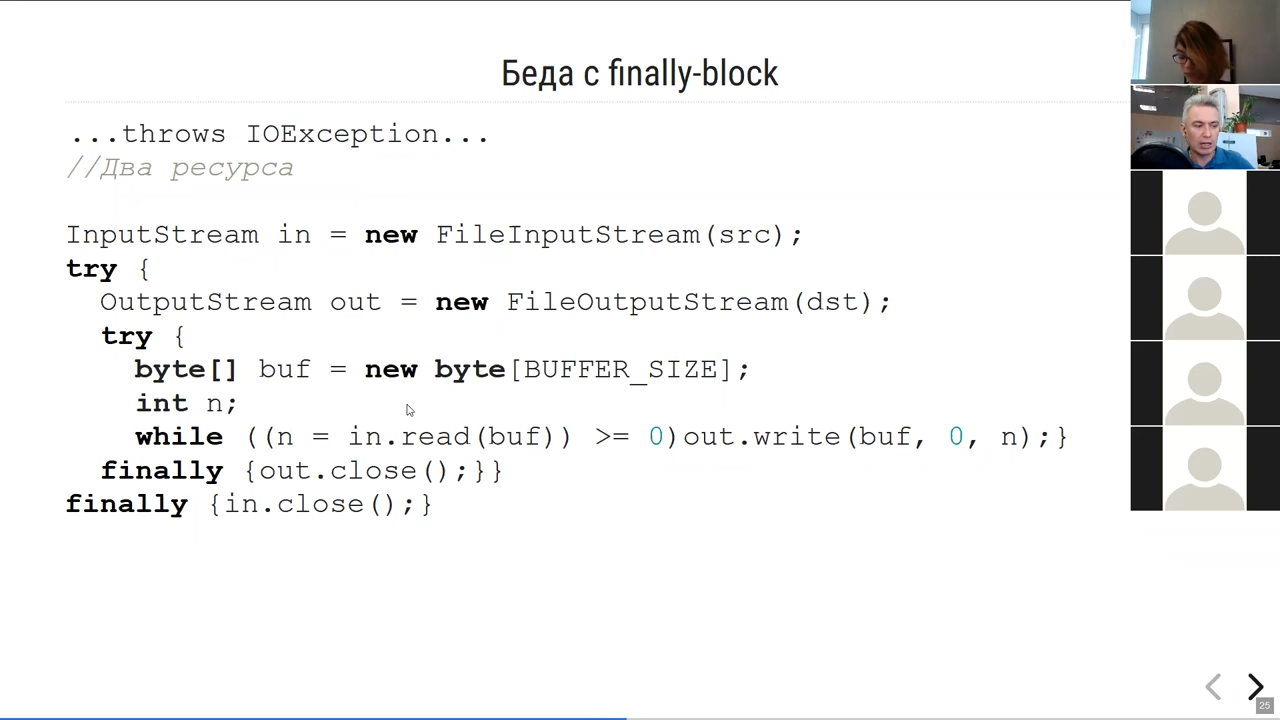 Беда с finally-block
...throws IOException...
//Два ресурса
InputStream in = new FileInputStream(src);
try {
OutputStream out = new FileOutputStream(dst);
try {
byte[] buf = new byte[BUFFER_SIZE];
int n;
while ((n = in.read(buf)) >= 0)out.write(buf, 0, n);}
finally {out.close();}}
finally {in.close();}
25